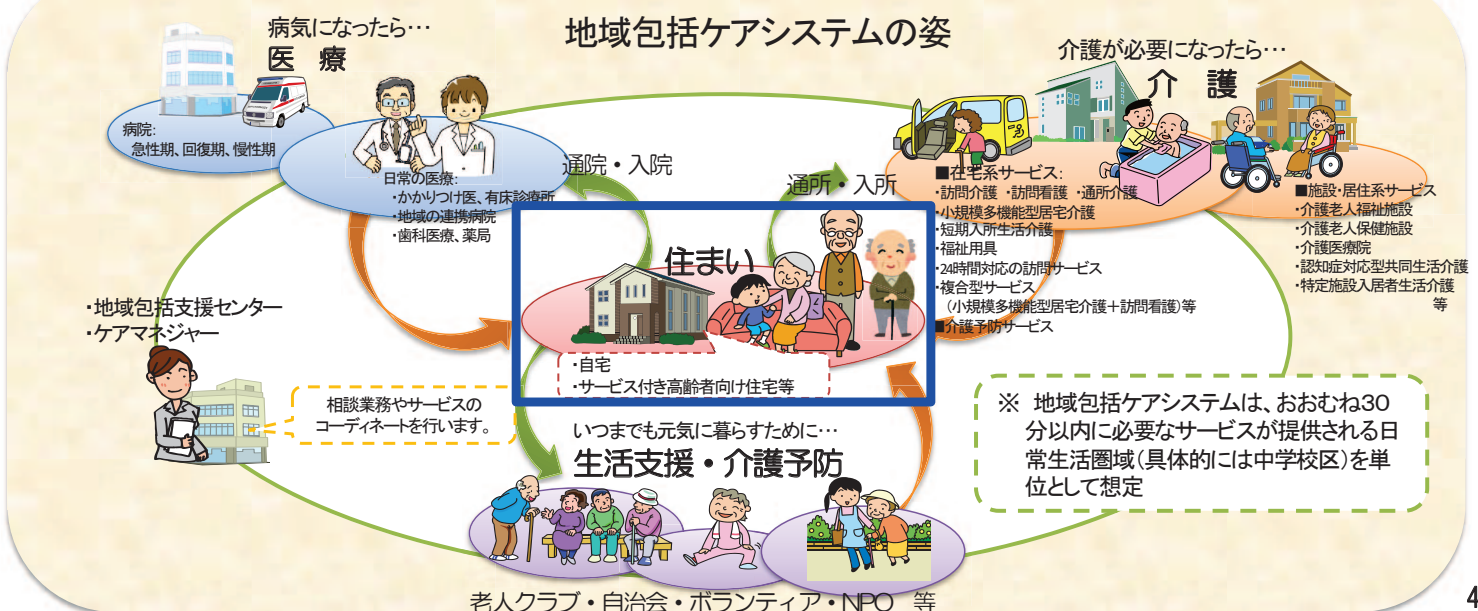 地域包括ケアシステムの姿
病気になったら…
医 療
病院:
急性期、回復期、慢性期
日常の医療:
・かかりつけ医、有床診療所
・地域の連携病院
・歯科医療、薬局
通院・入院
通所・入所
介護が必要になったら…
介 護
■在宅系サービス:
・訪問介護 ・訪問看護 ・通所介護
・小規模多機能型居宅介護
・短期入所生活介護
・福祉用具
・24時間対応の訪問サービス
・複合型サービス
（小規模多機能型居宅介護＋訪問看護）等
■介護予防サービス
■施設・居住系サービス
・介護老人福祉施設
・介護老人保健施設
・介護医療院
・認知症対応型共同生活介護
・特定施設入居者生活介護
等
住まい
・自宅
・サービス付き高齢者向け住宅等
・地域包括支援センター
・ケアマネジャー
相談業務やサービスの
コーディネートを行います。
いつまでも元気に暮らすために…
生活支援・介護予防
老人クラブ・自治会・ボランティア・NPO 等
※ 地域包括ケアシステムは、おおむね30
分以内に必要なサービスが提供される日
常生活圏域（具体的には中学校区）を単
位として想定
4